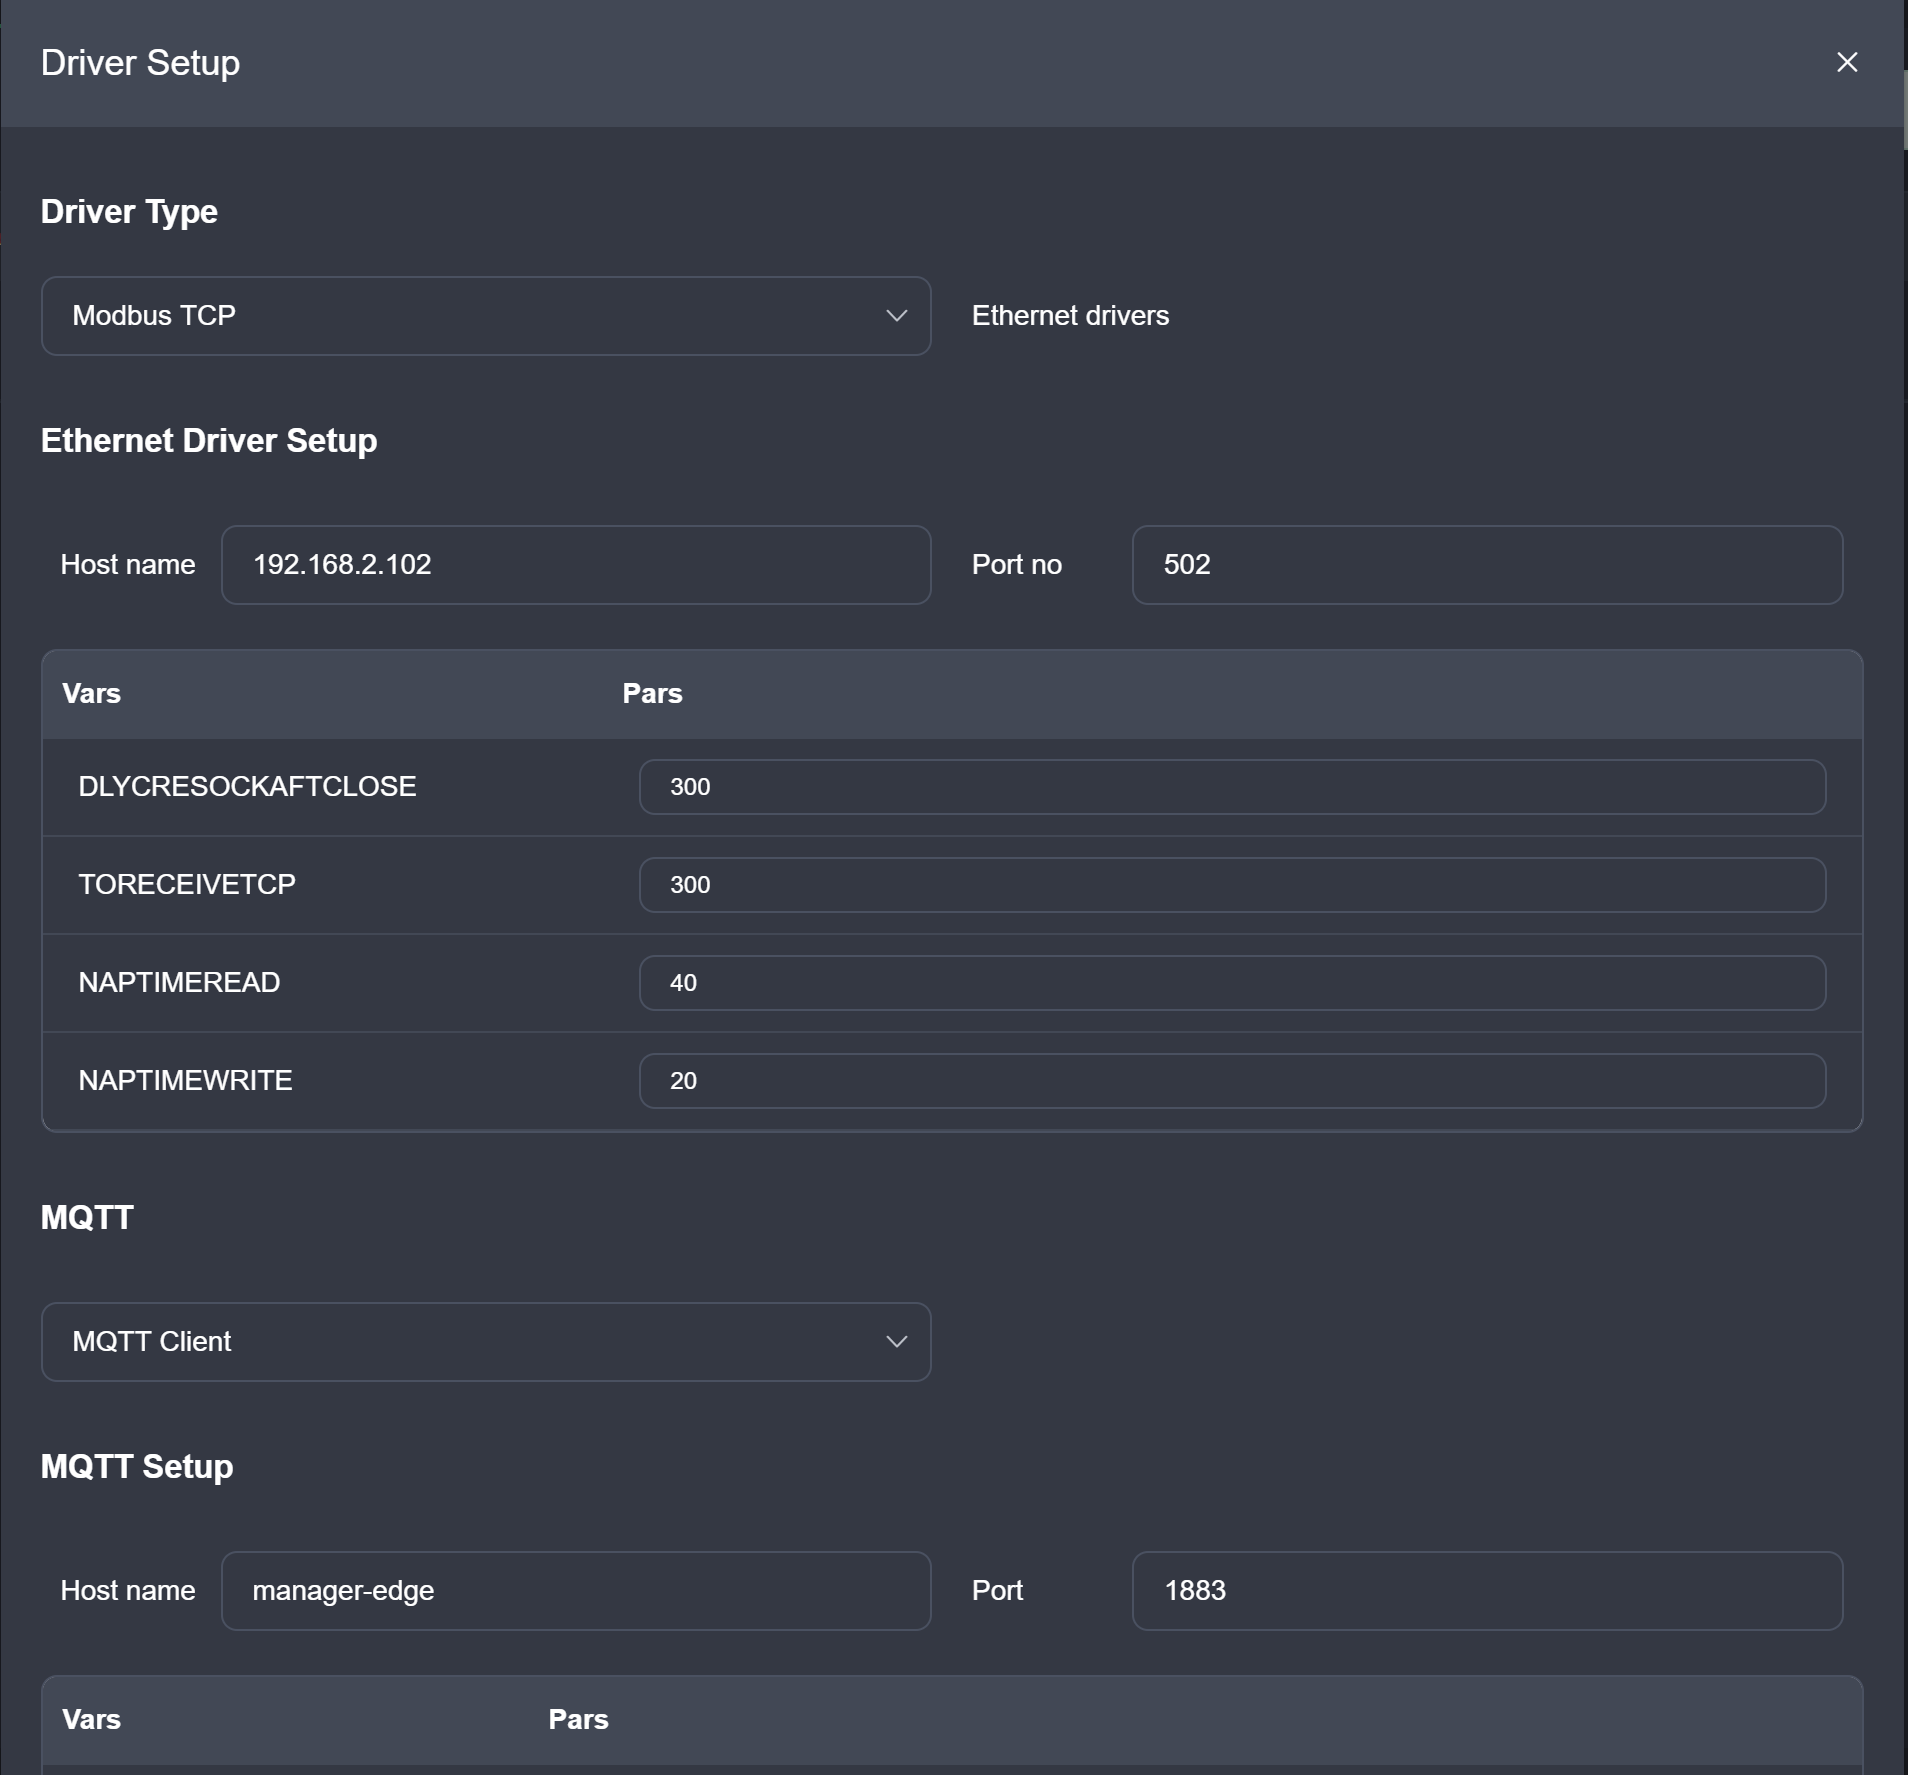 Driver Setup
Driver Type
Modbus TCP
Ethernet drivers
Ethernet Driver Setup
Host name 192.168.2.102 Port no 502
Vars Pars
DLYCRESOCKAFTCLOSE 300
TORECEIVETCP 300
NAPTIMEREAD 40
NAPTIMEWRITE 20
MQTT
MQTT Client
MQTT Setup
Host name manager-edge Port 1883
Vars Pars